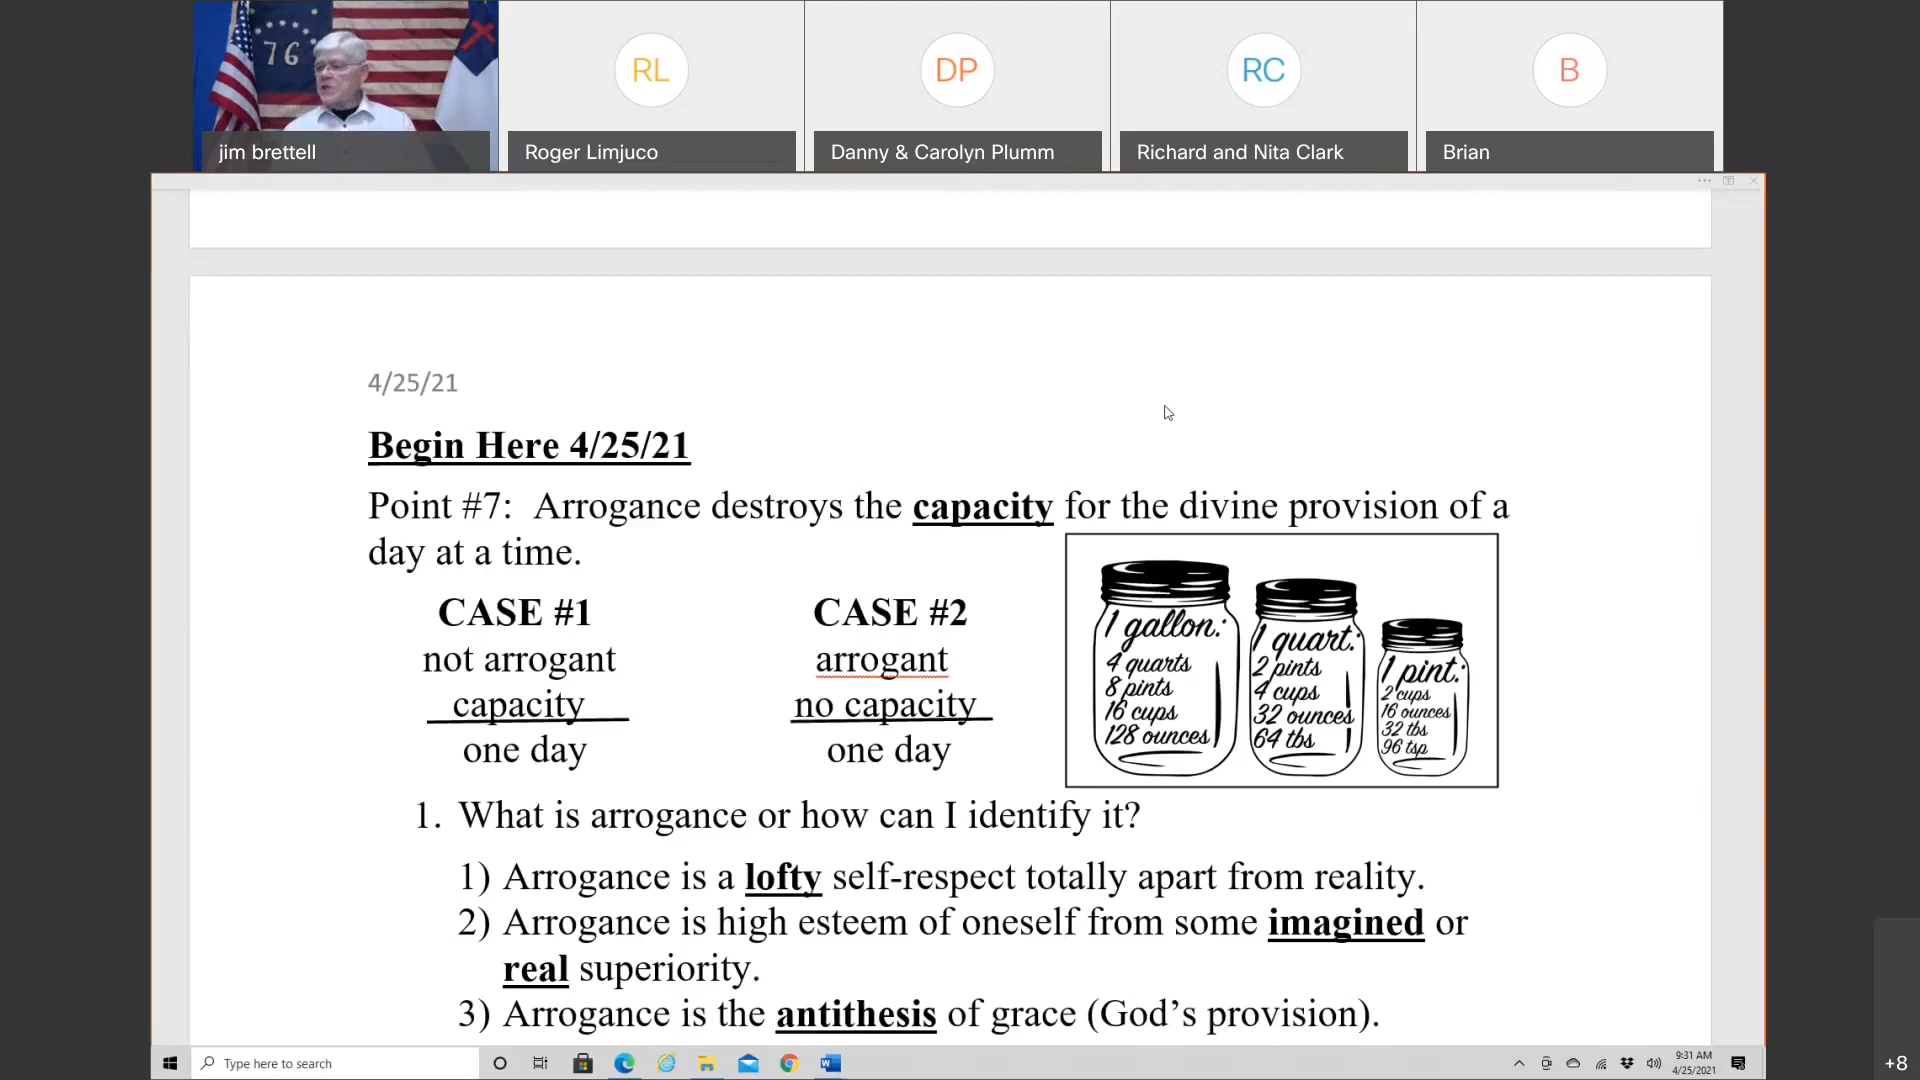 76
RL
DP
RC
B
jim brettell
Roger Limjuco
Danny & Carolyn Plumm
Richard and Nita Clark
Brian
4/25/21
Begin Here 4/25/21
Point #7: Arrogance destroys the capacity for the divine provision of a
day at a time.
CASE #1
not arrogant
capacity
one day
CASE #2
arrogant
no capacity
one day
1 gallon:
4 quarts
8 pints
16 cups
128 ounces
1 quart:
2 pints
4 cups
32 ounces
64 tbs
1 pint:
2 cups
16 ounces
32 tbs
96 tsp
1. What is arrogance or how can I identify it?
1) Arrogance is a lofty self-respect totally apart from reality.
2) Arrogance is high esteem of oneself from some imagined or
real superiority.
3) Arrogance is the antithesis of grace (God’s provision).
Type here to search
9:31 AM
4/25/2021
+8